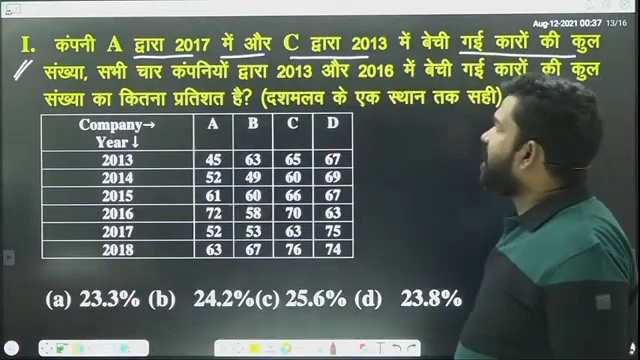 Aug-12-2021 00:37 13/16
I. कंपनी A द्वारा 2017 में और C द्वारा 2013 में बेची गई कारों की कुल
संख्या, सभी चार कंपनियों द्वारा 2013 और 2016 में बेची गई कारों की कुल
संख्या का कितना प्रतिशत है? (दशमलव के एक स्थान तक सही)
Company→ A B C D
Year↓
2013 45 63 65 67
2014 52 49 60 69
2015 61 60 66 67
2016 72 58 70 63
2017 52 53 63 75
2018 63 67 76 74
(a) 23.3% (b) 24.2% (c) 25.6% (d) 23.8%